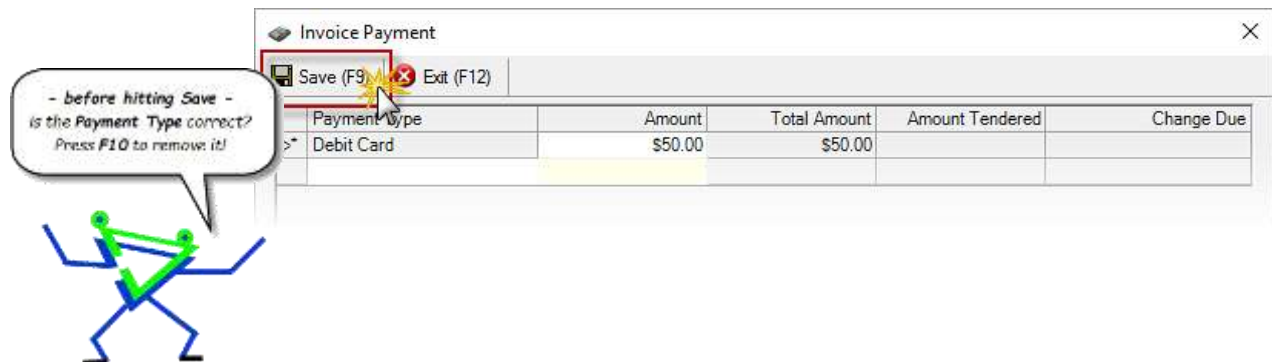 Invoice Payment
Save (F9) Exit (F12)
- before hitting Save -
is the Payment Type correct?
Press F10 to remove it!
Payment Type Amount Total Amount Amount Tendered Change Due
>* Debit Card $50.00 $50.00